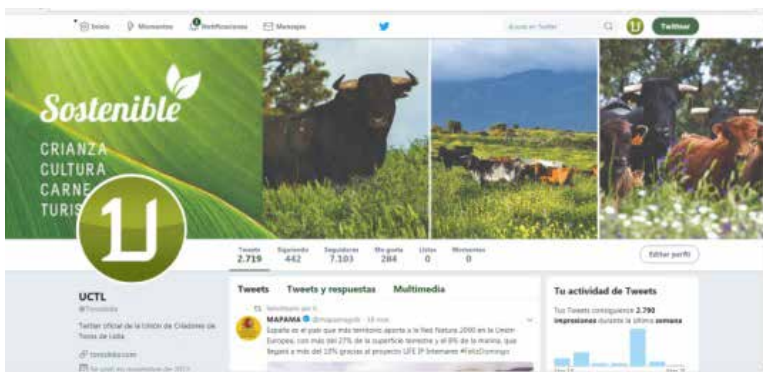 Inicio Momentos Notificaciones Mensajes Buscar en Twitter Twittear
Sostenible
CRIANZA
CULTURA
CARNE
TURIS
Tweets Siguiendo Seguidores Me gusta Listas Momentos
2.719 442 7.103 284 0 0
Editar perfil
UCTL
Twitter oficial de la Unión de Criadores de
Toros de Lidia
Tweets Tweets y respuestas Multimedia
MAPAMA
España es el país que más territorio aporta a la Red Natura 2000 en la Unión
Europea, con más del 27% de la superficie terrestre y el 8% de la marina, que
llegará a más del 10% gracias al proyecto LIFE IP Intemares #FelizDomingo
Tu actividad de Tweets
Tus Tweets consiguieron 2.790
impresiones durante la última semana